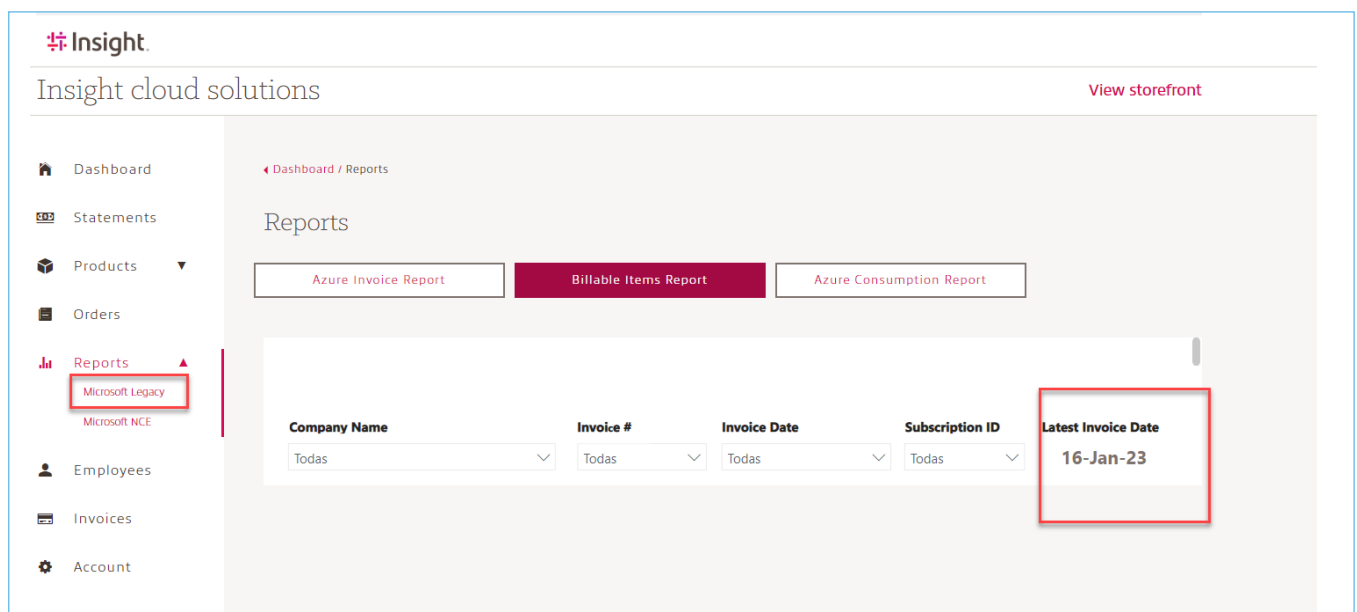 Insight.
Insight cloud solutions
View storefront
Dashboard
Statements
Products
Orders
Reports
Microsoft Legacy
Microsoft NCE
Employees
Invoices
Account
Dashboard / Reports
Reports
Azure Invoice Report
Billable Items Report
Azure Consumption Report
Company Name
Todas
Invoice #
Todas
Invoice Date
Todas
Subscription ID
Todas
Latest Invoice Date
16-Jan-23